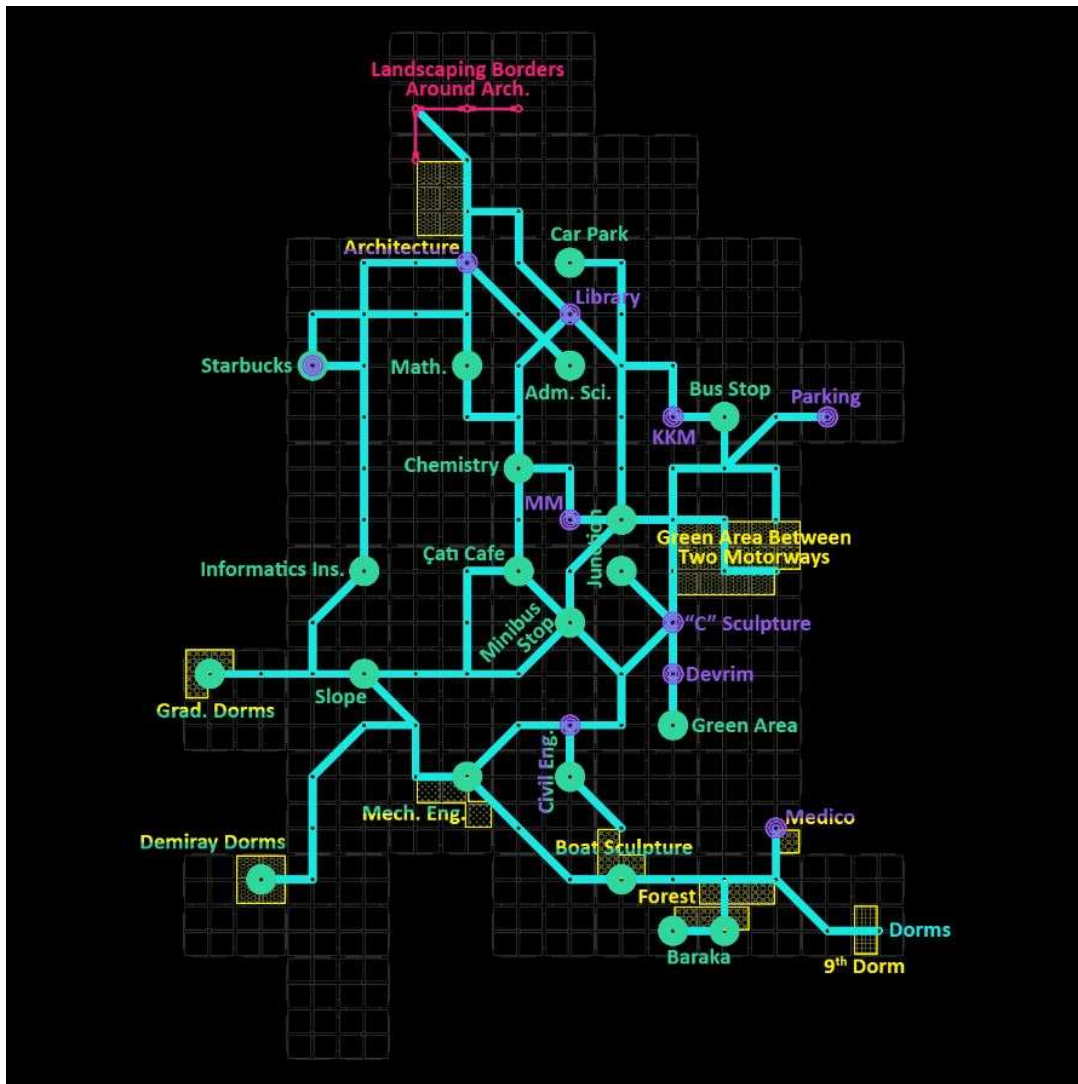 Landscaping Borders
Around Arch.
Car Park
Architecture
Library
Starbucks
Math.
Adm. Sci.
Bus Stop
Parking
KKM
Chemistry
MM
Junction
Green Area Between
Two Motorways
Çatı Cafe
Informatics Ins.
Minibus
Stop
"C" Sculpture
Devrim
Slope
Grad. Dorms
Green Area
Civil Eng.
Mech. Eng.
Medico
Demiray Dorms
Boat Sculpture
Forest
Dorms
Baraka
9th Dorm